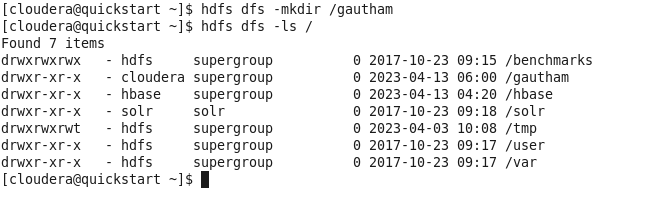 [cloudera@quickstart ~]$ hdfs dfs -mkdir /gautham
[cloudera@quickstart ~]$ hdfs dfs -ls /
Found 7 items
drwxrwxrwx   - hdfs     supergroup          0 2017-10-23 09:15 /benchmarks
drwxr-xr-x   - cloudera supergroup          0 2023-04-13 06:00 /gautham
drwxr-xr-x   - hbase    supergroup          0 2023-04-13 04:20 /hbase
drwxr-xr-x   - solr     solr                0 2017-10-23 09:18 /solr
drwxrwxrwt   - hdfs     supergroup          0 2023-04-03 10:08 /tmp
drwxr-xr-x   - hdfs     supergroup          0 2017-10-23 09:17 /user
drwxr-xr-x   - hdfs     supergroup          0 2017-10-23 09:17 /var
[cloudera@quickstart ~]$